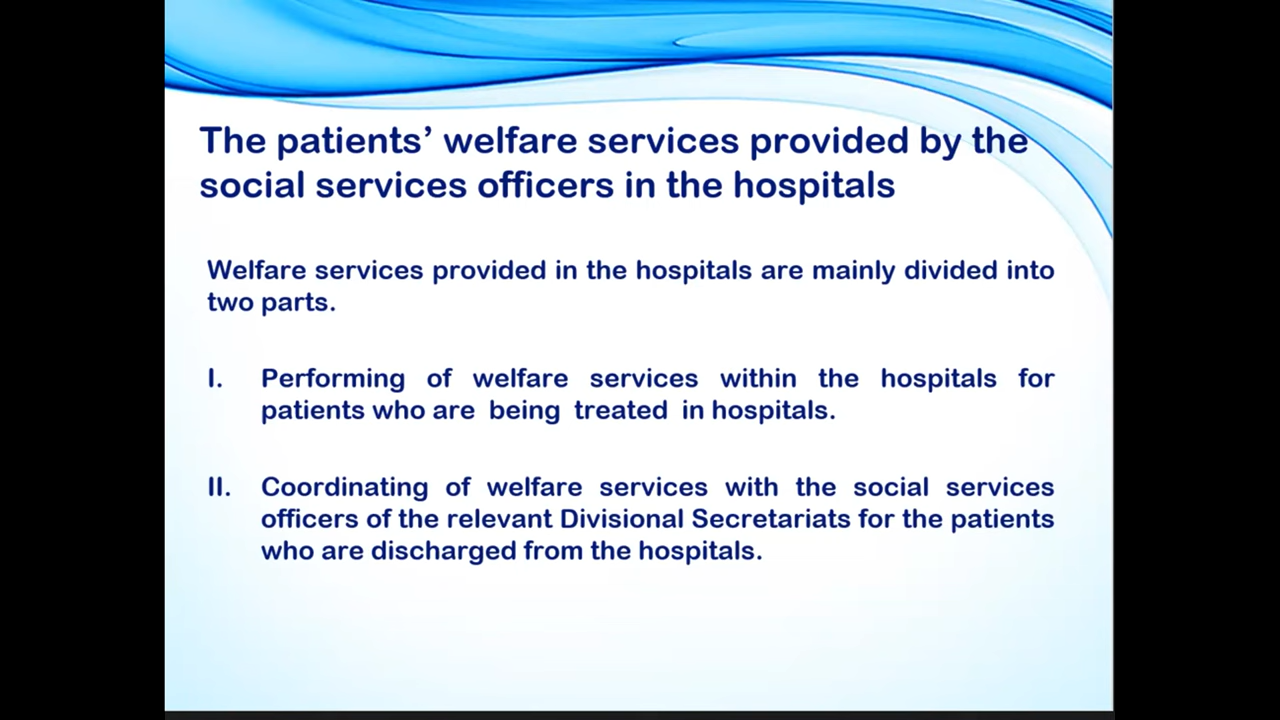 The patients’ welfare services provided by the
social services officers in the hospitals
Welfare services provided in the hospitals are mainly divided into
two parts.
I. Performing of welfare services within the hospitals for
patients who are being treated in hospitals.
II. Coordinating of welfare services with the social services
officers of the relevant Divisional Secretariats for the patients
who are discharged from the hospitals.